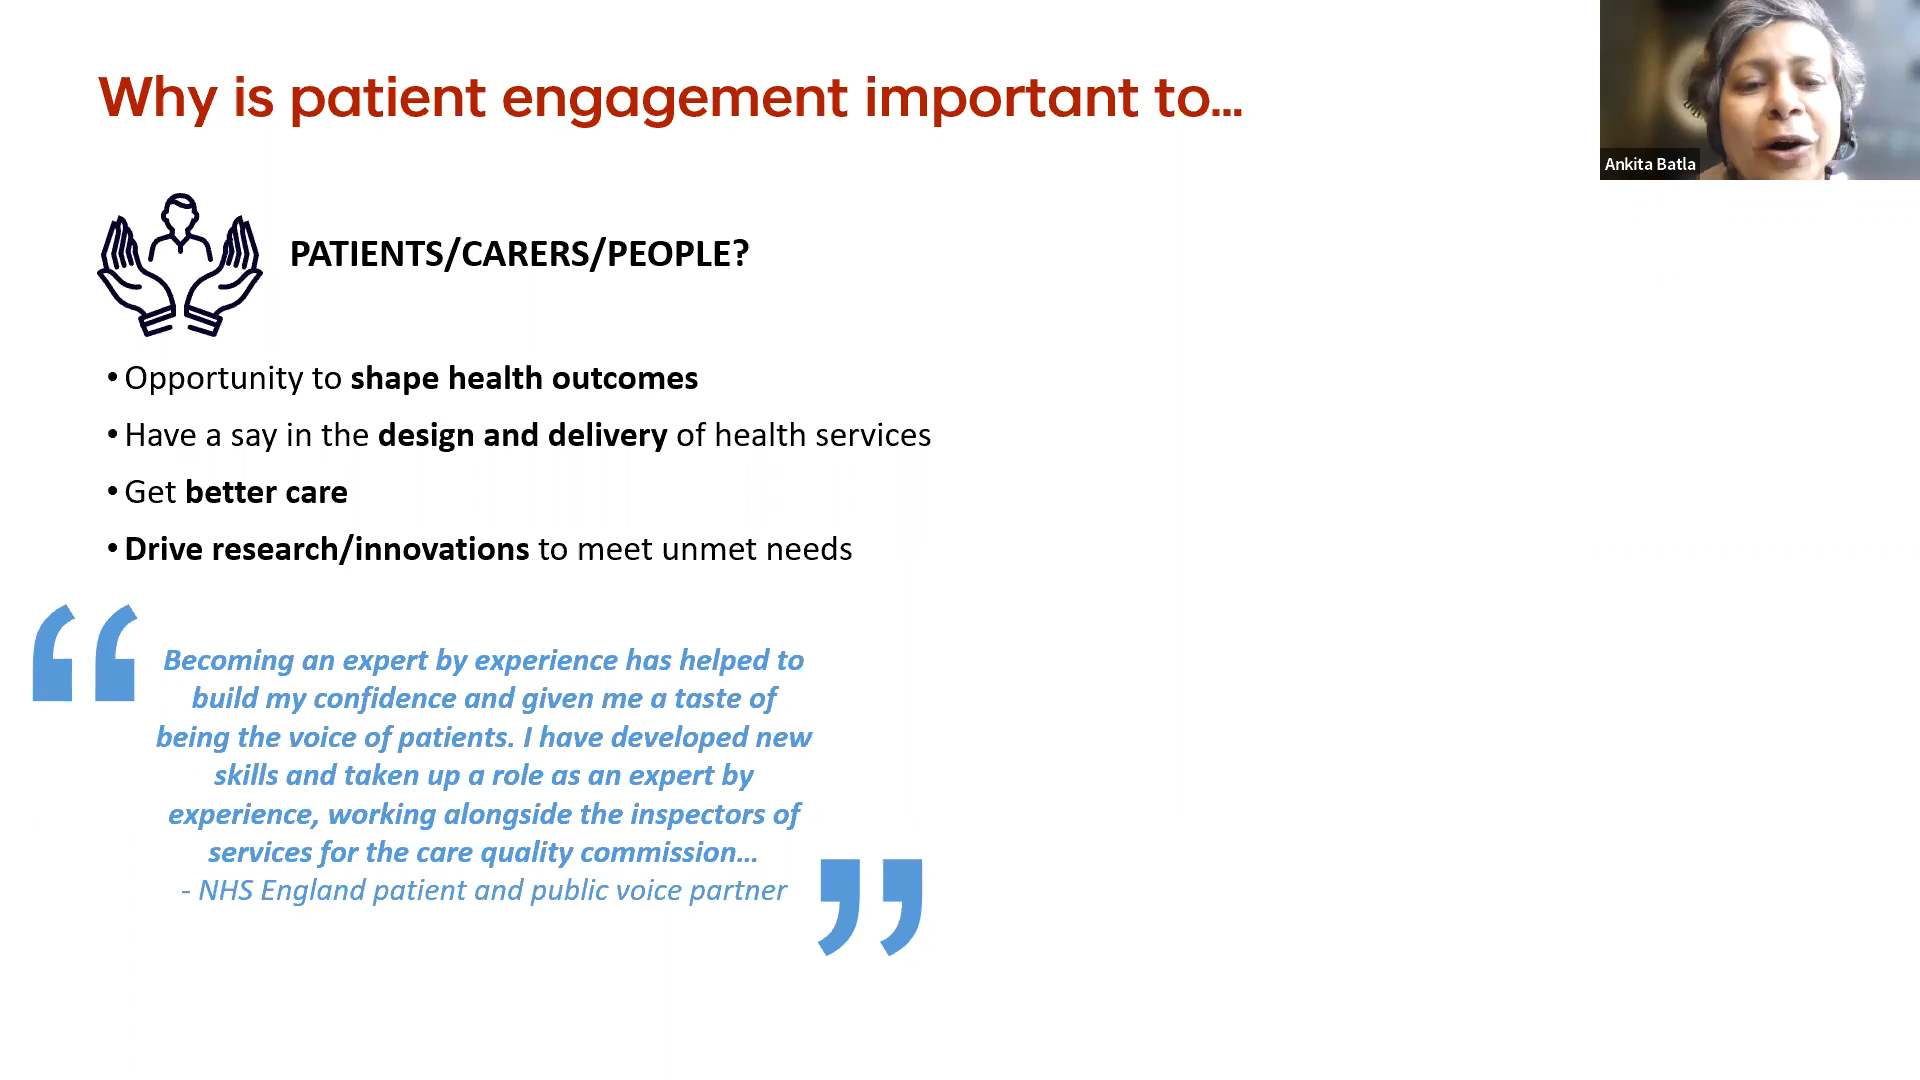 Why is patient engagement important to...
Ankita Batla
PATIENTS/CARERS/PEOPLE?
• Opportunity to shape health outcomes
• Have a say in the design and delivery of health services
• Get better care
• Drive research/innovations to meet unmet needs
“
Becoming an expert by experience has helped to
build my confidence and given me a taste of
being the voice of patients. I have developed new
skills and taken up a role as an expert by
experience, working alongside the inspectors of
services for the care quality commission...
- NHS England patient and public voice partner
”